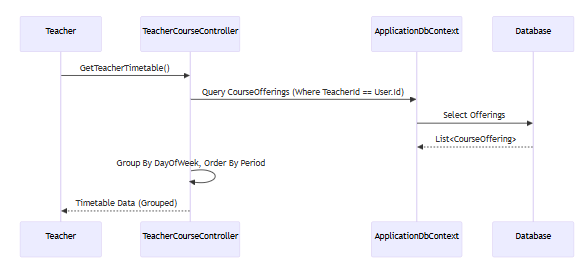 Teacher
TeacherCourseController
ApplicationDbContext
Database
GetTeacherTimetable()
Query CourseOfferings (Where TeacherId == User.Id)
Select Offerings
List<CourseOffering>
Group By DayOfWeek, Order By Period
Timetable Data (Grouped)
Teacher
TeacherCourseController
ApplicationDbContext
Database